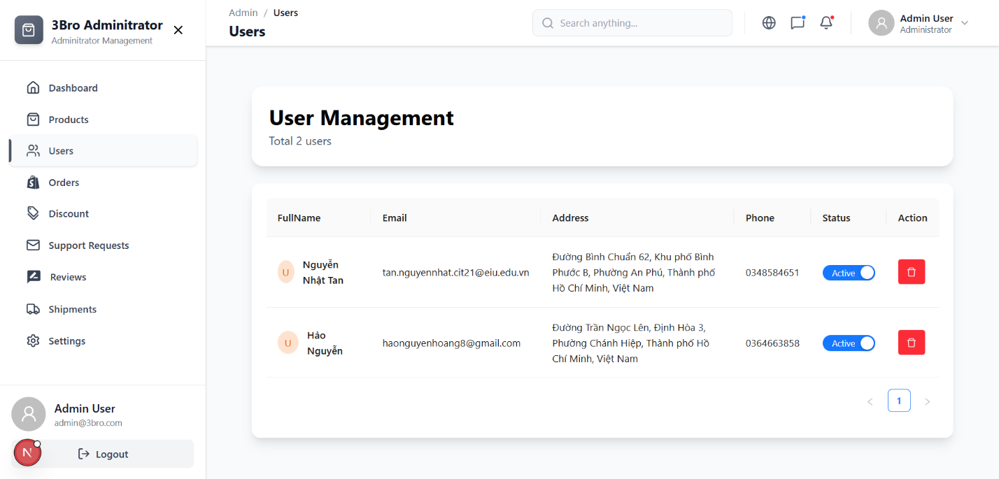 3Bro Adminitrator
Adminitrator Management
Dashboard
Products
Users
Orders
Discount
Support Requests
Reviews
Shipments
Settings
Admin User
admin@3bro.com
N
Logout
Admin / Users
Users
Search anything...
Admin User
Administrator
User Management
Total 2 users
FullName Email Address Phone Status Action
U
Nguyễn
Nhật Tan
tan.nguyennhat.cit21@eiu.edu.vn
Đường Bình Chuẩn 62, Khu phố Bình
Phước B, Phường An Phú, Thành phố
Hồ Chí Minh, Việt Nam
0348584651
Active
U
Hảo
Nguyễn
haonguyenhoang8@gmail.com
Đường Trần Ngọc Lên, Định Hòa 3,
Phường Chánh Hiệp, Thành phố Hồ
Chí Minh, Việt Nam
0364663858
Active
< 1 >